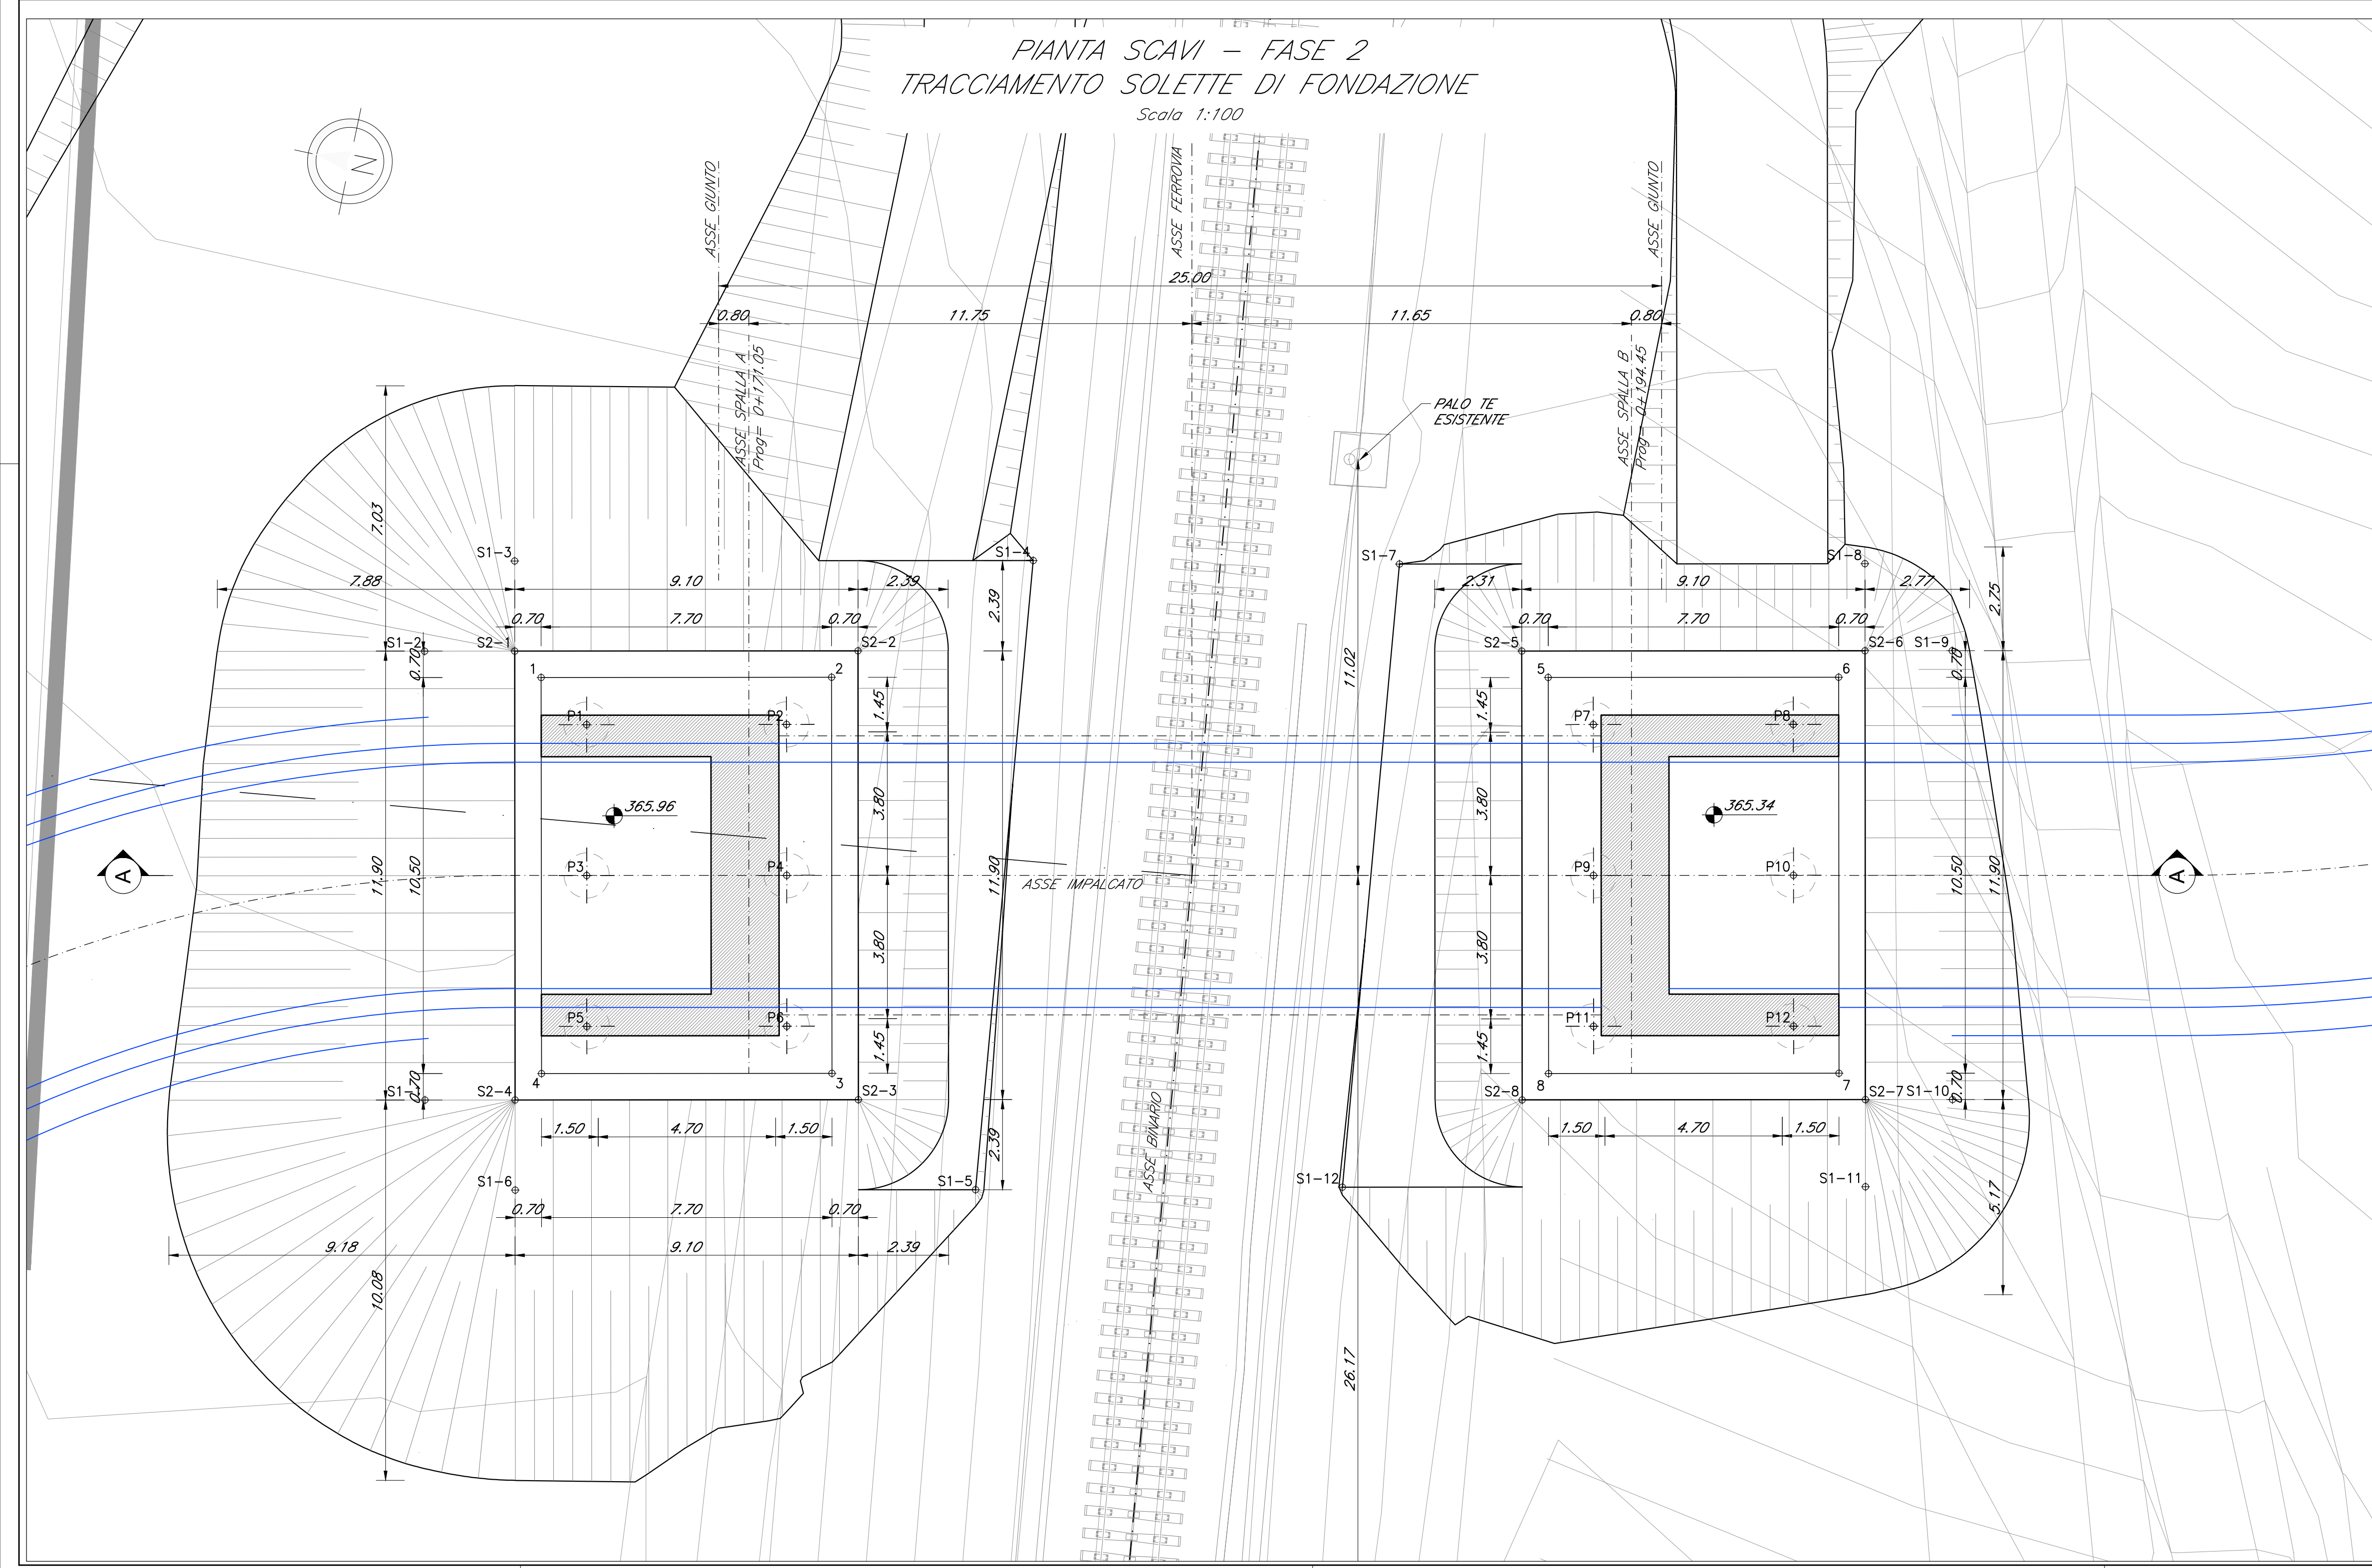 PIANTA SCAVI – FASE 2
TRACCIAMENTO SOLETTE DI FONDAZIONE
Scala 1:100
N
ASSE GIUNTO
ASSE FERROVIA
ASSE GIUNTO
25.00
0.80
11.75
11.65
0.80
ASSE SPALLA A
Prog= 0+171.05
ASSE SPALLA B
Prog= 0+194.45
PALO TE
ESISTENTE
7.03
S1-3
S1-4
S1-7
S1-8
7.88
9.10
2.39
2.39
2.31
9.10
2.77
2.75
0.70
7.70
0.70
0.70
7.70
0.70
S1-2
S2-1
S2-2
S2-5
S2-6
S1-9
0.70
11.02
0.70
1
2
5
6
1.45
1.45
P1
P2
P7
P8
3.80
3.80
365.96
365.34
A
P3
P4
P9
P10
A
11.90
10.50
11.90
ASSE IMPALCATO
10.50
11.90
3.80
3.80
P5
P6
P11
P12
1.45
1.45
4
3
8
7
0.70
0.70
S1-1
S2-4
S2-3
S2-8
S2-7
S1-10
1.50
4.70
1.50
1.50
4.70
1.50
2.39
ASSE BINARIO
S1-6
S1-5
S1-12
S1-11
5.17
0.70
7.70
0.70
9.18
9.10
2.39
10.08
26.17